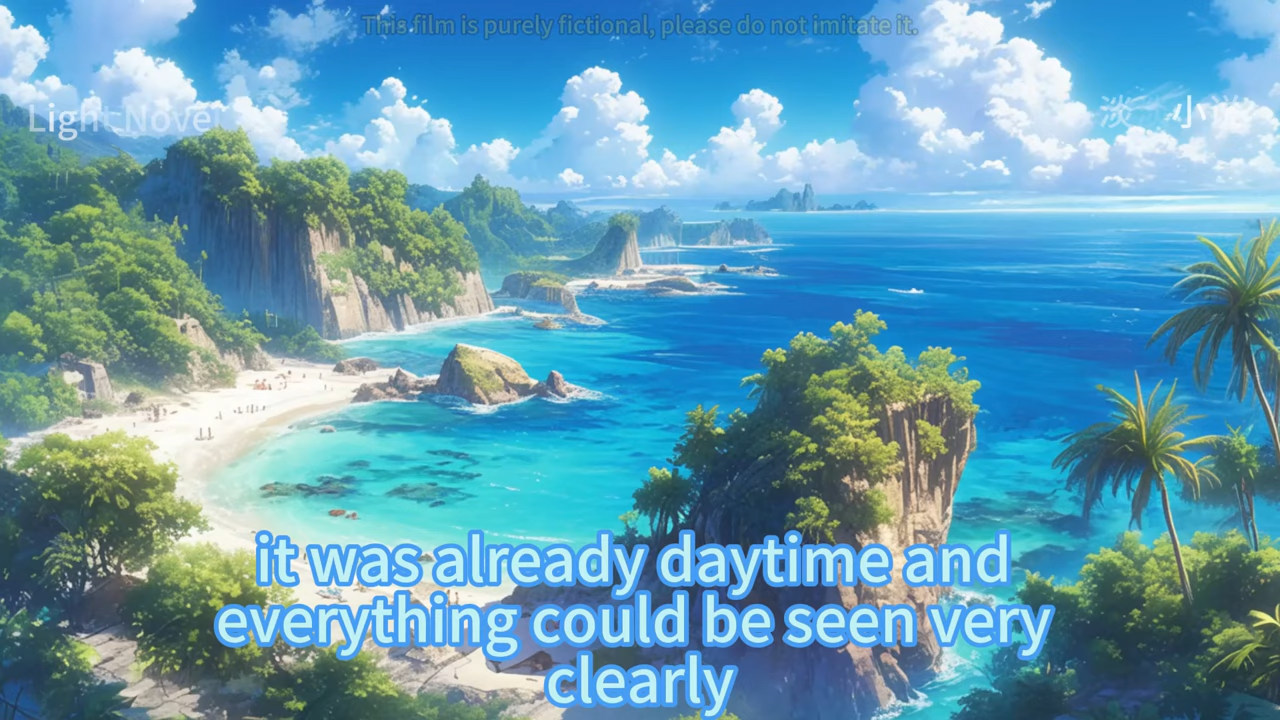 This film is purely fictional, please do not imitate it.
Light Novel
小
it was already daytime and
everything could be seen very
clearly